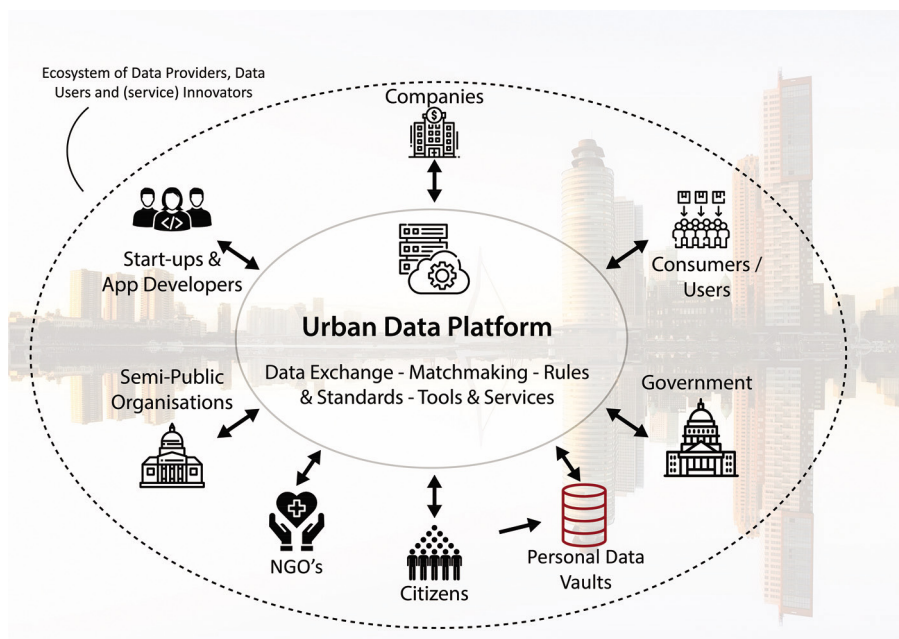 Ecosystem of Data Providers, Data
Users and (service) Innovators
Companies
Start-ups &
App Developers
Consumers /
Users
Urban Data Platform
Data Exchange - Matchmaking - Rules
& Standards - Tools & Services
Semi-Public
Organisations
Government
NGO's
Citizens
Personal Data
Vaults